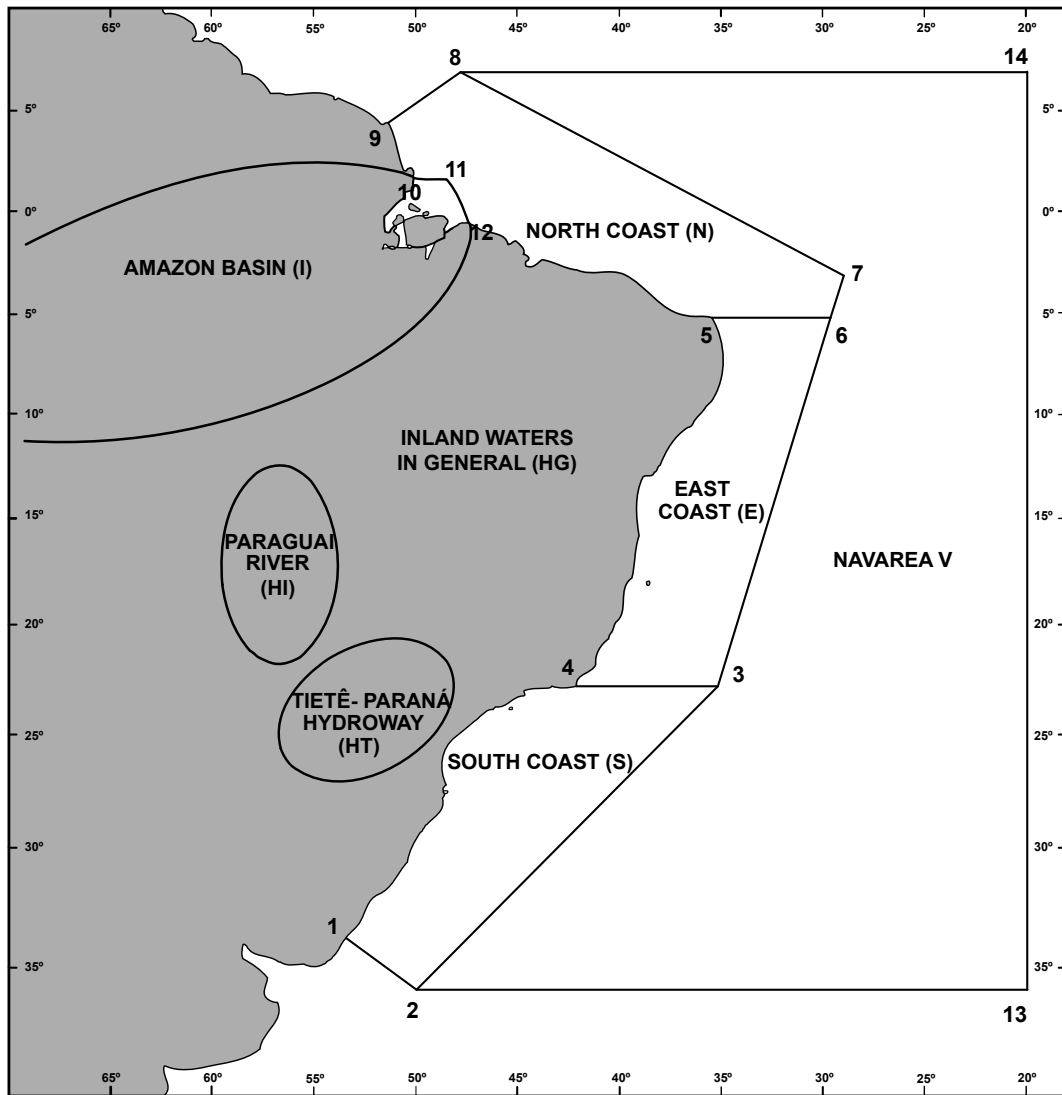 65º 60º 55º 50º 45º 40º 35º 30º 25º 20º
8 14
5º 5º
9
11
10
0º 0º
12 NORTH COAST (N)
AMAZON BASIN (I)
7
5º 5º
5 6
10º 10º
INLAND WATERS
IN GENERAL (HG)
EAST
COAST (E)
15º 15º
PARAGUAI
RIVER
(HI)
NAVAREA V
20º 20º
4 3
TIETÊ- PARANÁ
HYDROWAY
(HT)
25º 25º
SOUTH COAST (S)
30º 30º
1
35º 35º
2 13
65º 60º 55º 50º 45º 40º 35º 30º 25º 20º